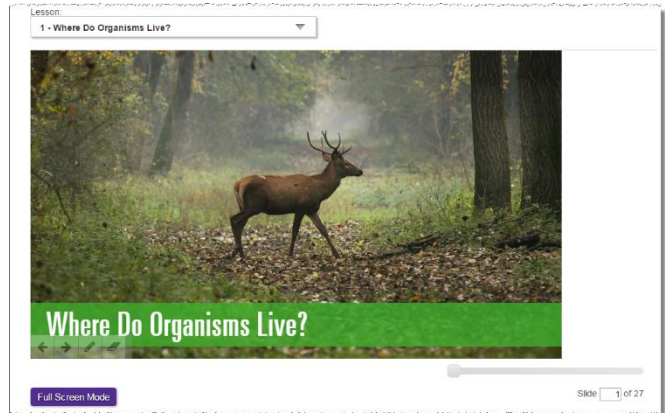 Lesson:
1 - Where Do Organisms Live?
Where Do Organisms Live?
Full Screen Mode
Slide 1 of 27